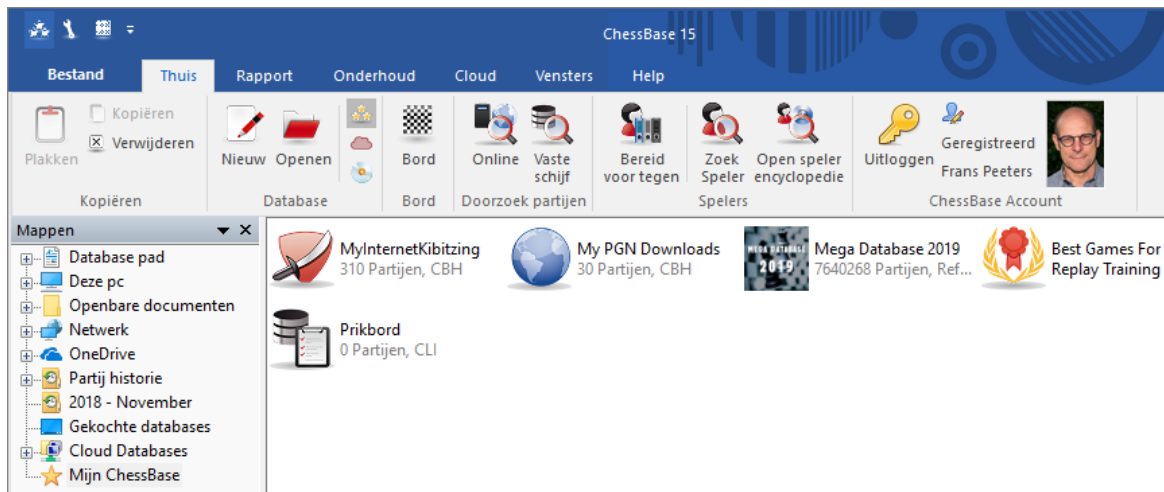 ChessBase 15
Bestand Thuis Rapport Onderhoud Cloud Vensters Help
Plakken
Kopiëren
Verwijderen
Kopiëren
Nieuw
Openen
Database
Bord
Bord
Online
Vaste
schijf
Doorzoek partijen
Bereid
voor tegen
Zoek
Speler
Open speler
encyclopedie
Spelers
Uitloggen
Geregistreerd
Frans Peeters
ChessBase Account
Mappen
Database pad
Deze pc
Openbare documenten
Netwerk
OneDrive
Partij historie
2018 - November
Gekochte databases
Cloud Databases
Mijn ChessBase
MyInternetKibitzing
310 Partijen, CBH
My PGN Downloads
30 Partijen, CBH
MEGA DATABASE
2019
Mega Database 2019
7640268 Partijen, Ref...
Best Games For
Replay Training
Prikbord
0 Partijen, CLI